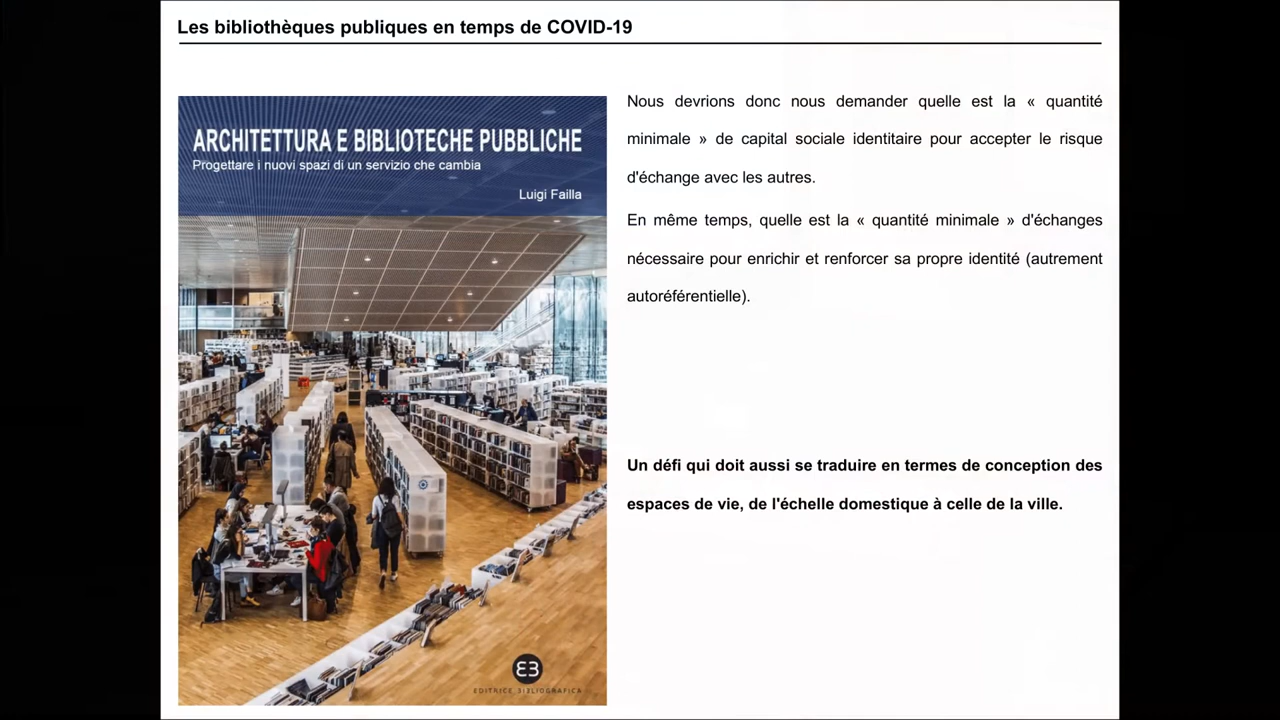 Les bibliothèques publiques en temps de COVID-19
ARCHITETTURA E BIBLIOTECHE PUBBLICHE
Progettare i nuovi spazi di un servizio che cambia
Luigi Failla
EDITRICE BIBLIOGRAFICA
Nous devrions donc nous demander quelle est la « quantité
minimale » de capital sociale identitaire pour accepter le risque
d'échange avec les autres.
En même temps, quelle est la « quantité minimale » d'échanges
nécessaire pour enrichir et renforcer sa propre identité (autrement
autoréférentielle).
Un défi qui doit aussi se traduire en termes de conception des
espaces de vie, de l'échelle domestique à celle de la ville.